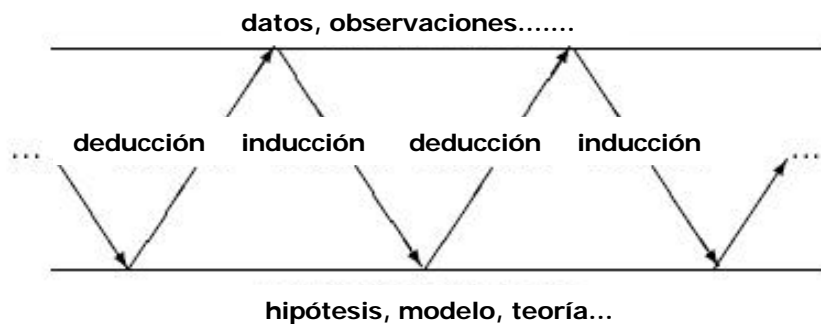 datos, observaciones.......
... deducción inducción deducción inducción ...
hipótesis, modelo, teoría...